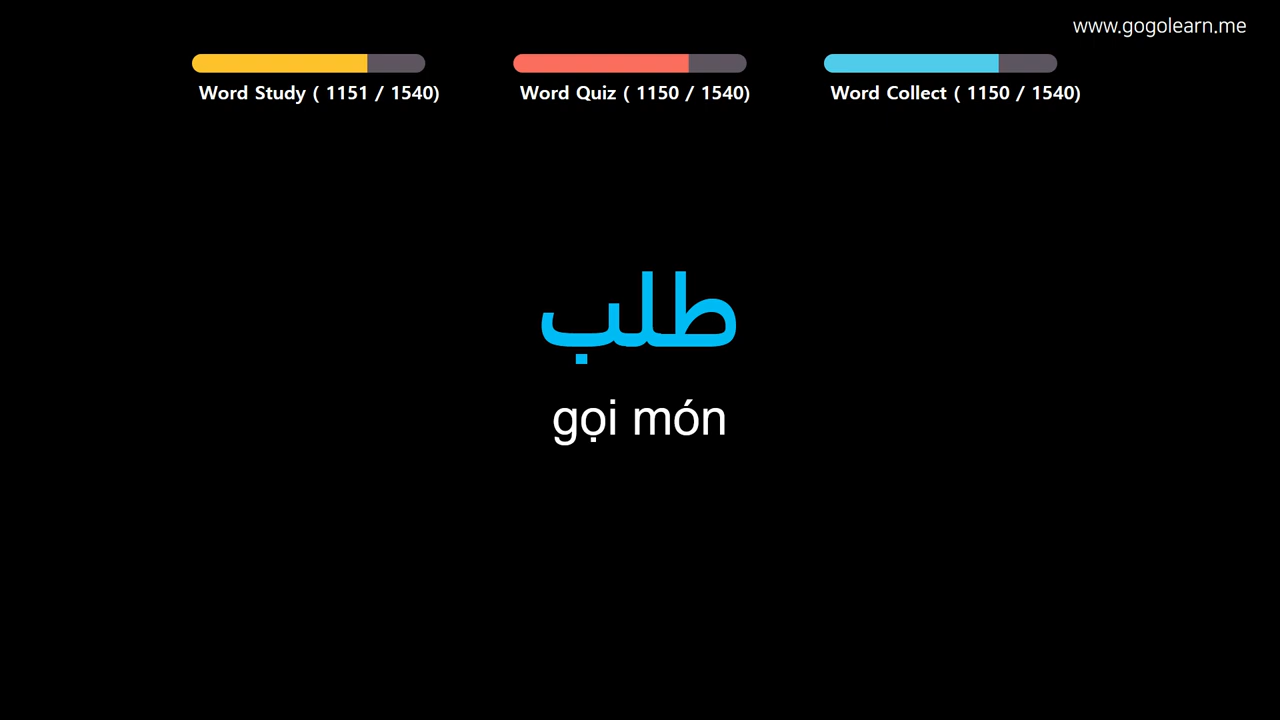 www.gogolearn.me
Word Study ( 1151 / 1540)
Word Quiz ( 1150 / 1540)
Word Collect ( 1150 / 1540)
طلب
gọi món